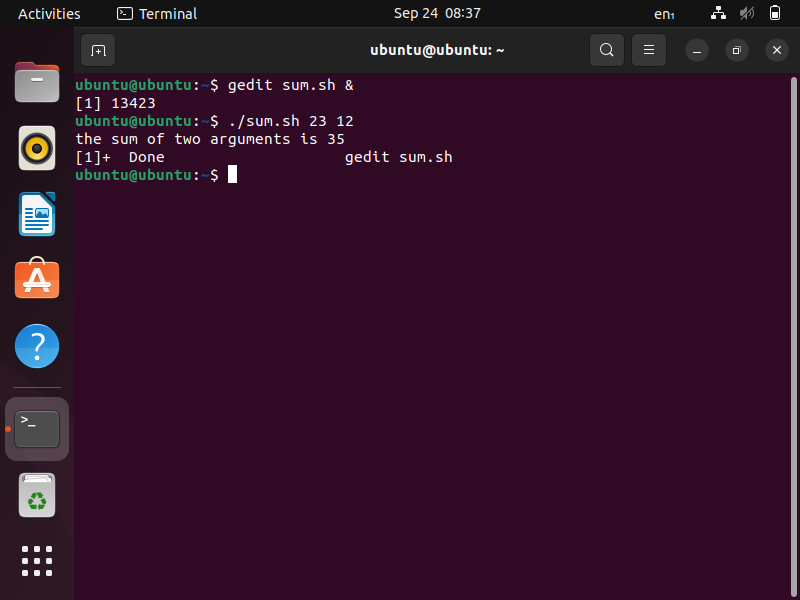 Activities Terminal Sep 24 08:37 en₁
ubuntu@ubuntu: ~
ubuntu@ubuntu:~$ gedit sum.sh &
[1] 13423
ubuntu@ubuntu:~$ ./sum.sh 23 12
the sum of two arguments is 35
[1]+  Done                    gedit sum.sh
ubuntu@ubuntu:~$